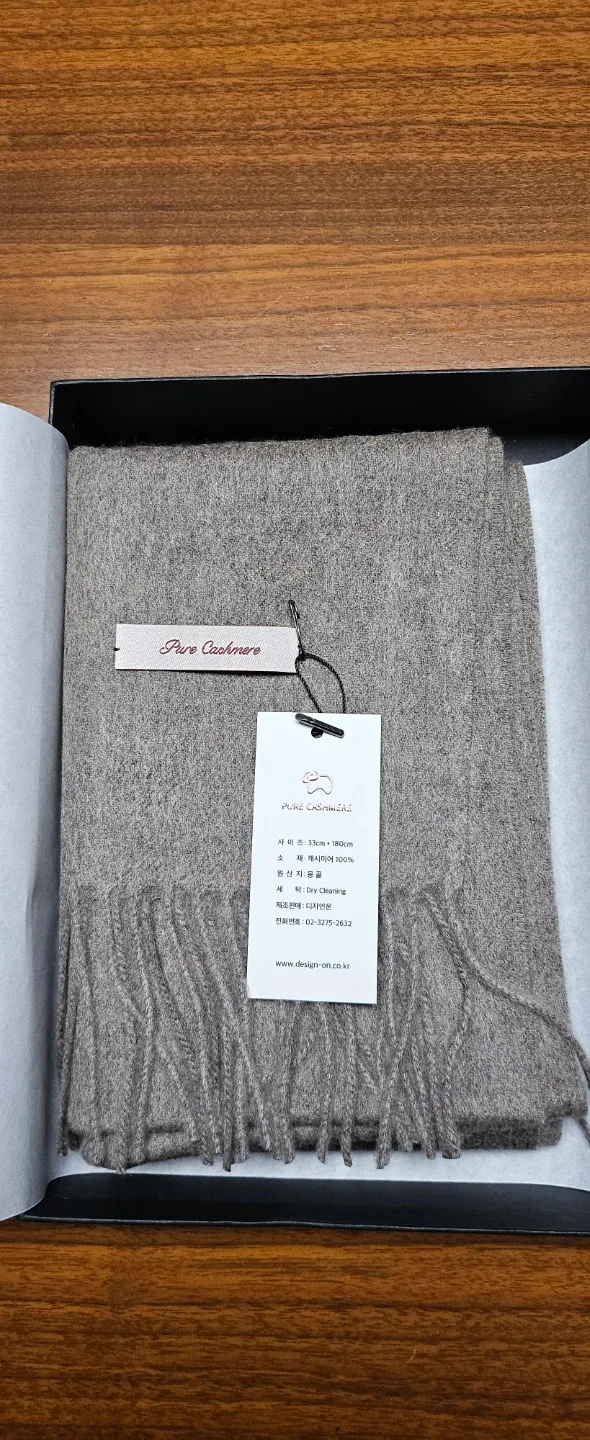 Pure Cashmere
PURE CASHMERE
사 이 즈 : 33cm * 180cm
소 재 : 캐시미어 100%
원 산 지 : 몽 골
세 탁 : Dry Cleaning
제조판매 : 디자인온
전화번호 : 02-3275-2632
www.design-on.co.kr